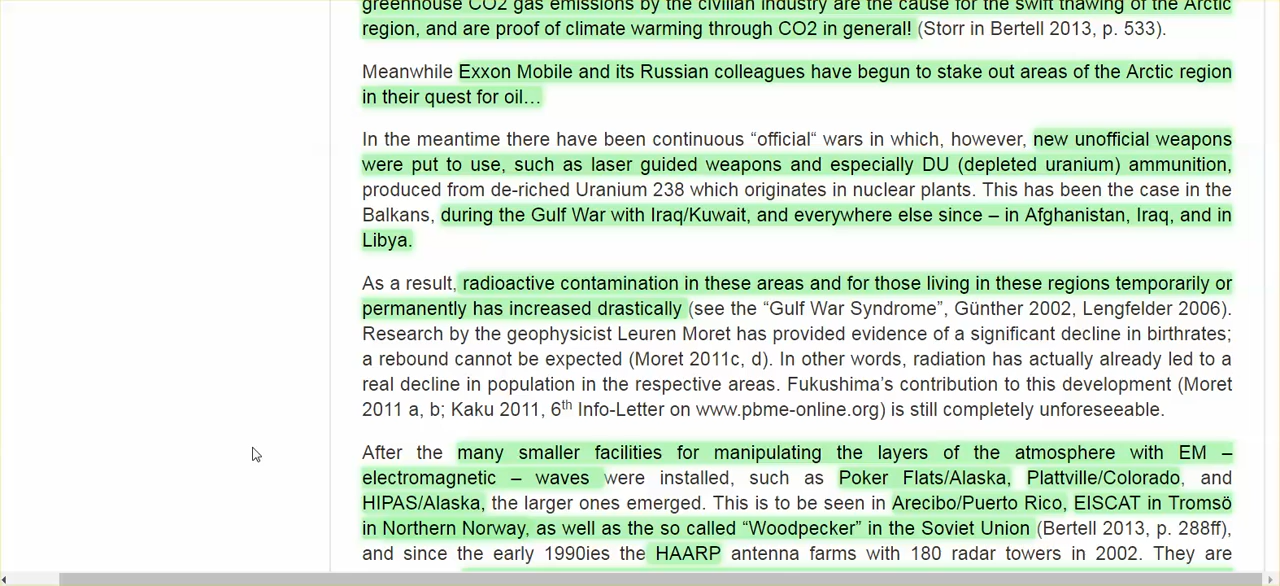 greenhouse CO2 gas emissions by the civilian industry are the cause for the swift thawing of the Arctic
region, and are proof of climate warming through CO2 in general! (Storr in Bertell 2013, p. 533).
Meanwhile Exxon Mobile and its Russian colleagues have begun to stake out areas of the Arctic region
in their quest for oil…
In the meantime there have been continuous “official“ wars in which, however, new unofficial weapons
were put to use, such as laser guided weapons and especially DU (depleted uranium) ammunition,
produced from de-riched Uranium 238 which originates in nuclear plants. This has been the case in the
Balkans, during the Gulf War with Iraq/Kuwait, and everywhere else since – in Afghanistan, Iraq, and in
Libya.
As a result, radioactive contamination in these areas and for those living in these regions temporarily or
permanently has increased drastically (see the “Gulf War Syndrome”, Günther 2002, Lengfelder 2006).
Research by the geophysicist Leuren Moret has provided evidence of a significant decline in birthrates;
a rebound cannot be expected (Moret 2011c, d). In other words, radiation has actually already led to a
real decline in population in the respective areas. Fukushima’s contribution to this development (Moret
2011 a, b; Kaku 2011, 6th Info-Letter on www.pbme-online.org) is still completely unforeseeable.
After the many smaller facilities for manipulating the layers of the atmosphere with EM –
electromagnetic – waves were installed, such as Poker Flats/Alaska, Plattville/Colorado, and
HIPAS/Alaska, the larger ones emerged. This is to be seen in Arecibo/Puerto Rico, EISCAT in Tromsö
in Northern Norway, as well as the so called “Woodpecker” in the Soviet Union (Bertell 2013, p. 288ff),
and since the early 1990ies the HAARP antenna farms with 180 radar towers in 2002. They are